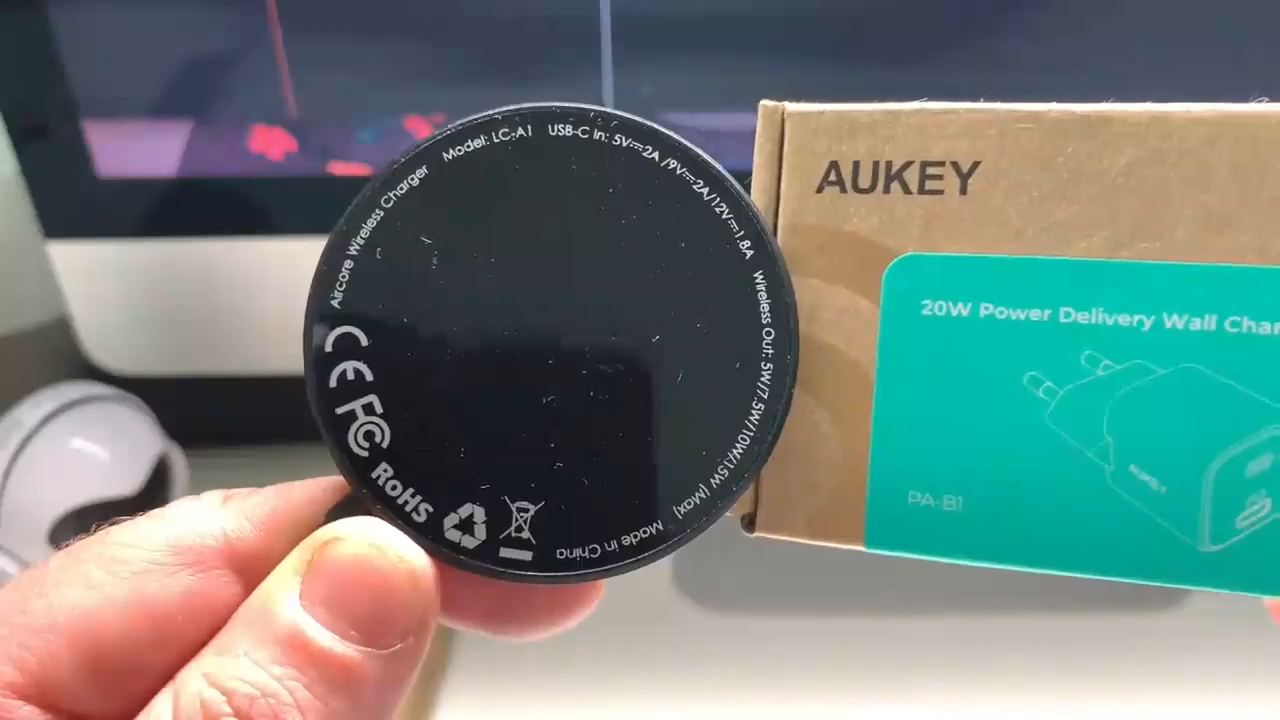 Aircore Wireless Charger Model: LC-A1 USB-C In: 5V⎓2A /9V⎓2A/12V⎓1.8A Wireless Out: 5W/7.5W/10W/15W (Max) Made in China
CE
FC
RoHS
AUKEY
20W Power Delivery Wall Char
AUKEY
PA-B1